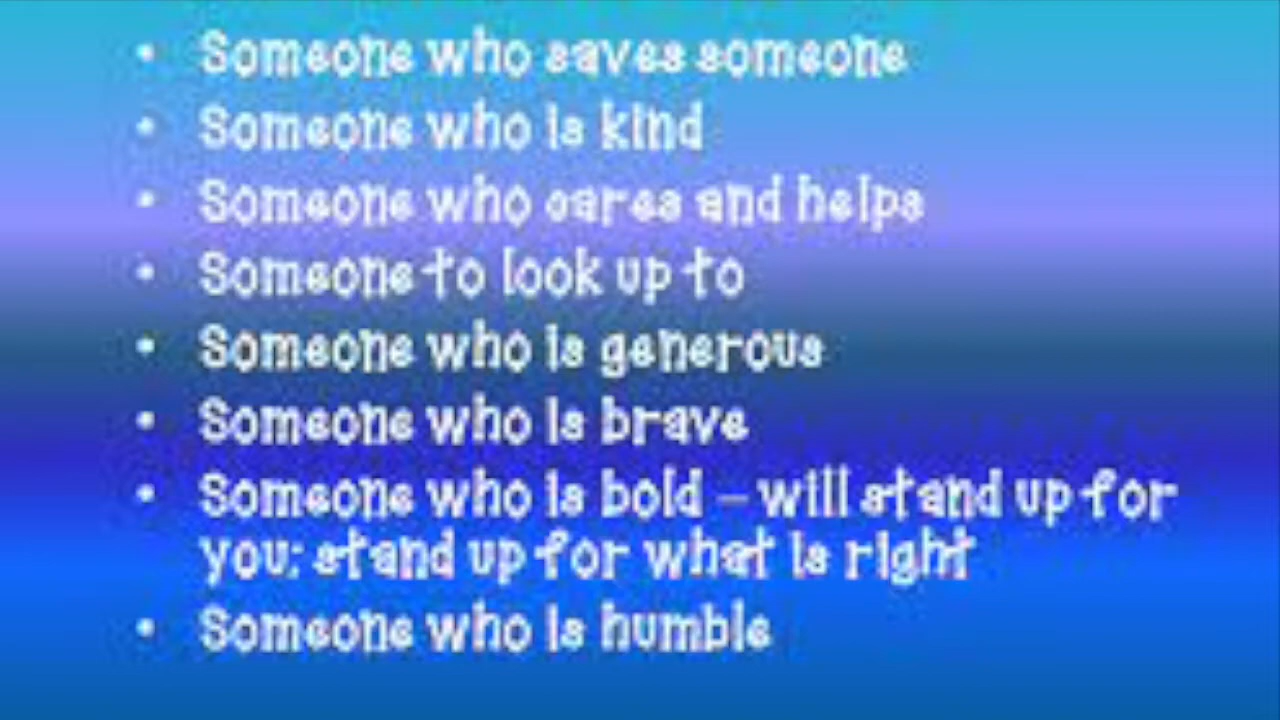 • Someone who saves someone
• Someone who is kind
• Someone who cares and helps
• Someone to look up to
• Someone who is generous
• Someone who is brave
• Someone who is bold – will stand up for
you; stand up for what is right
• Someone who is humble